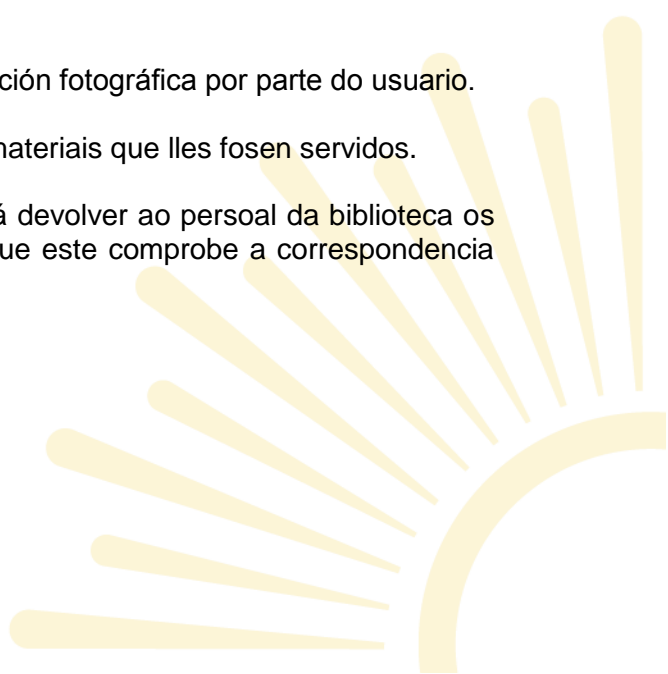 ción fotográfica por parte do usuario.
nateriais que lles fosen servidos.
á devolver ao persoal da biblioteca os
ue este comprobe a correspondencia